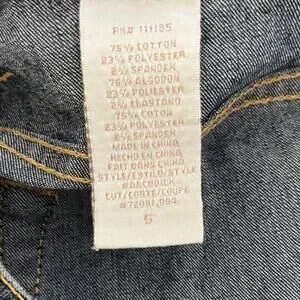 RN# 111185
75% COTTON
23% POLYESTER
2% SPANDEX
75% ALGODON
23% POLIESTER
2% ELASTANO
75% COTON
23% POLYESTER
2% SPANDEX
MADE IN CHINA
HECHO EN CHINA
FAIT DANS CHINA
STYLE/ESTILO/STYLE
CUT/CORTE/COUPE
#72081,004
5